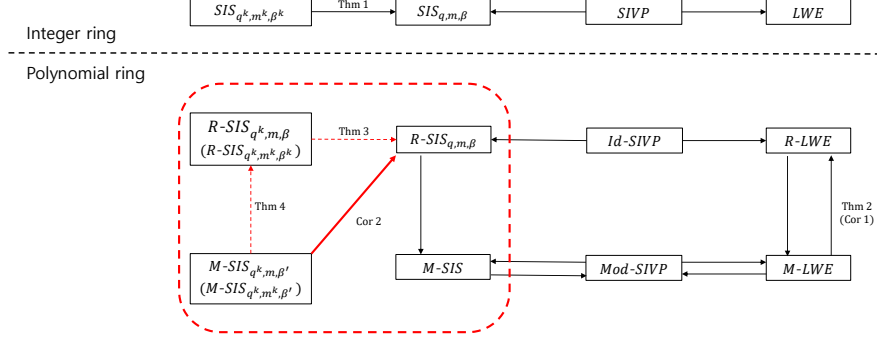 SIS_{q^k,m^k,β^k}
Thm 1
SIS_{q,m,β}
SIVP
LWE
Integer ring
Polynomial ring
R-SIS_{q^k,m,β}
(R-SIS_{q^k,m^k,β^k})
Thm 3
R-SIS_{q,m,β}
Id-SIVP
R-LWE
Thm 4
Cor 2
Thm 2
(Cor 1)
M-SIS_{q^k,m,β'}
(M-SIS_{q^k,m^k,β'})
M-SIS
Mod-SIVP
M-LWE